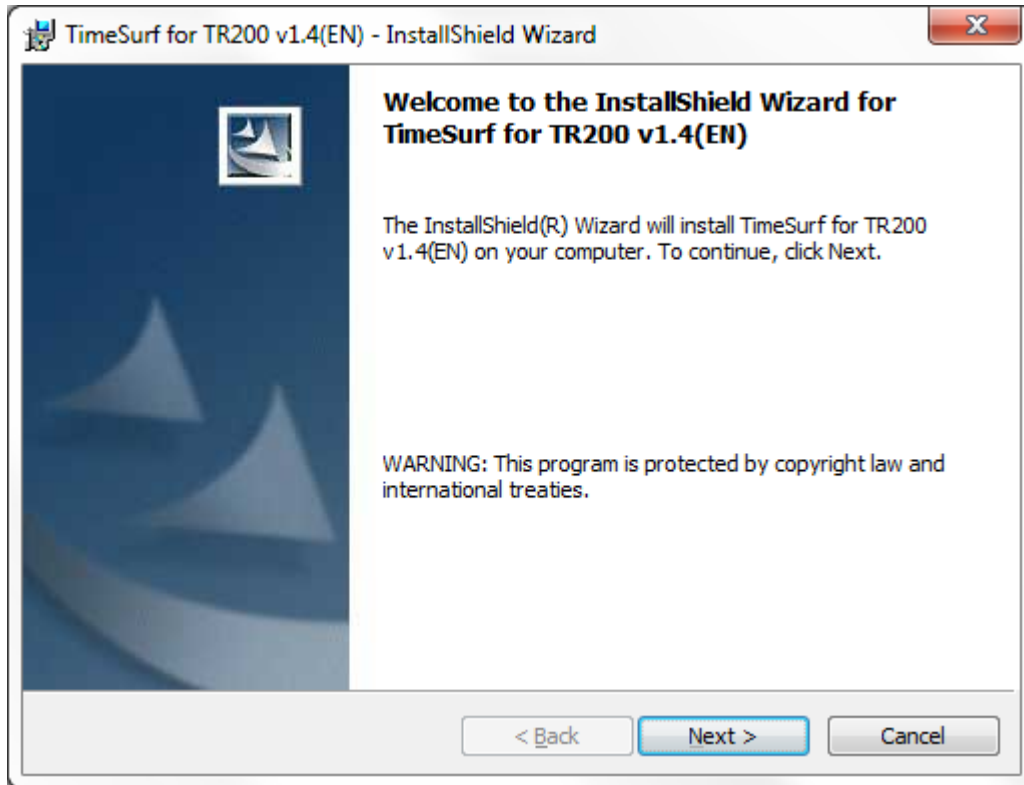 TimeSurf for TR200 v1.4(EN) - InstallShield Wizard
Welcome to the InstallShield Wizard for
TimeSurf for TR200 v1.4(EN)
The InstallShield(R) Wizard will install TimeSurf for TR200
v1.4(EN) on your computer. To continue, click Next.
WARNING: This program is protected by copyright law and
international treaties.
< Back Next > Cancel